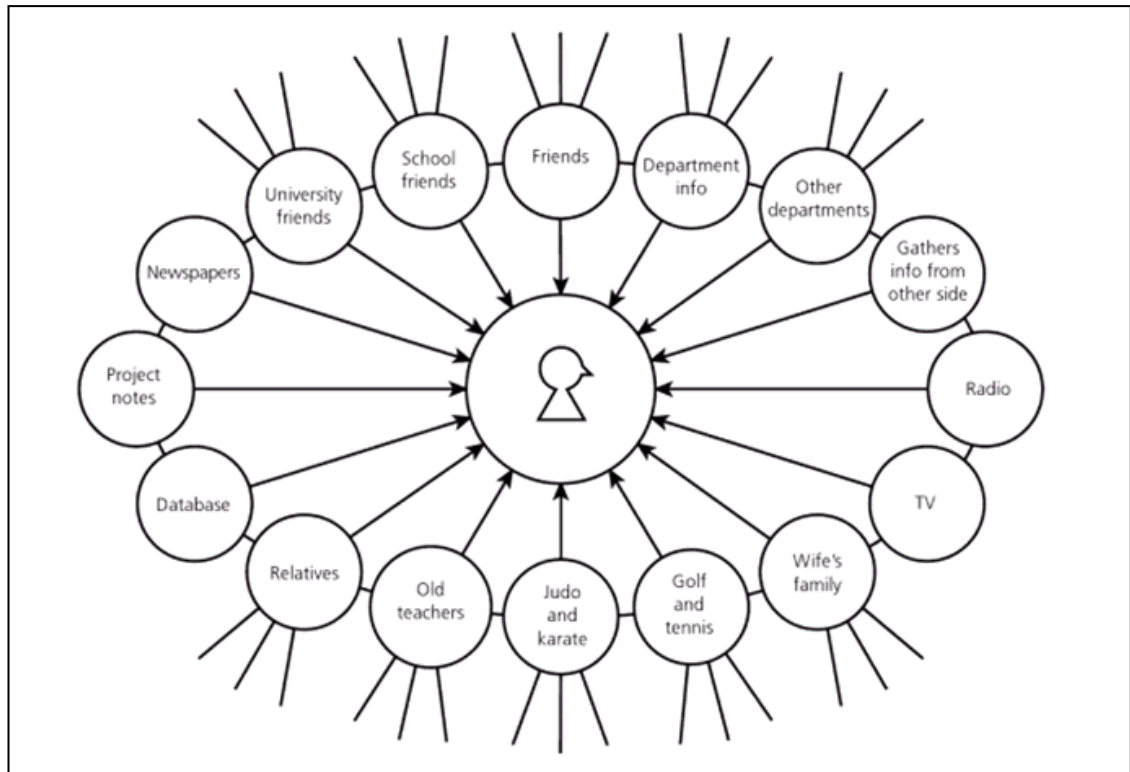 Friends
School
friends
Department
info
University
friends
Other
departments
Newspapers
Gathers
info from
other side
Project
notes
Radio
Database
TV
Relatives
Wife's
family
Old
teachers
Judo
and
karate
Golf
and
tennis